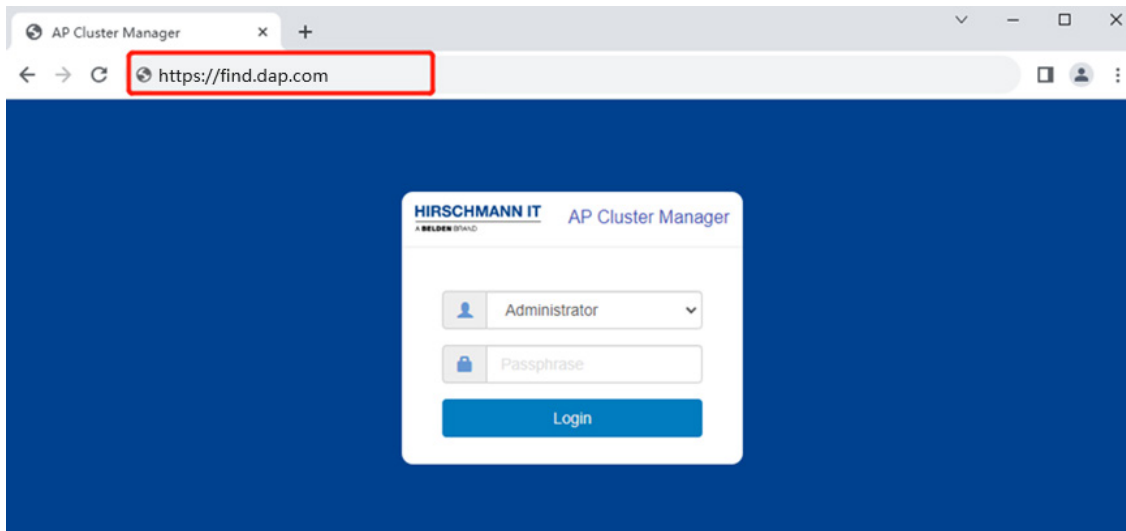 AP Cluster Manager
https://find.dap.com
HIRSCHMANN IT
A BELDEN BRAND
AP Cluster Manager
Administrator
Passphrase
Login